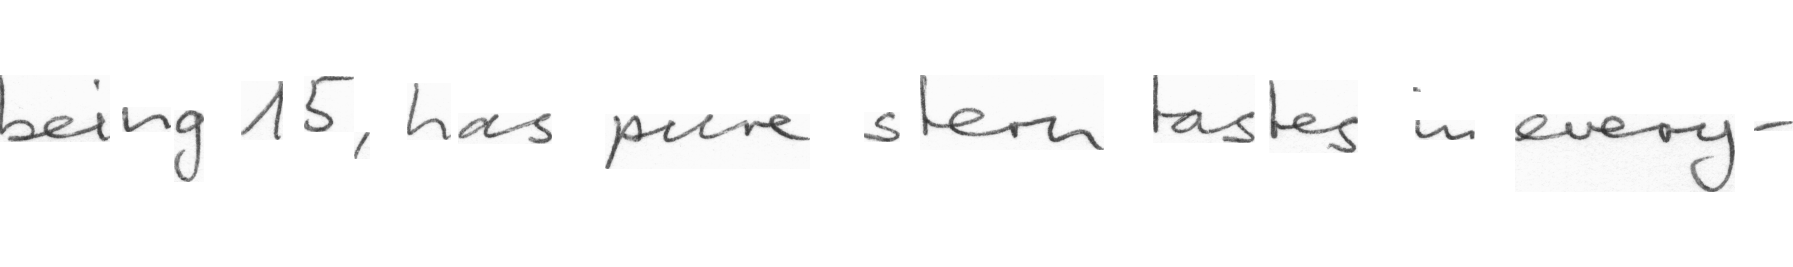 being 15, has pure stern tastes in every-